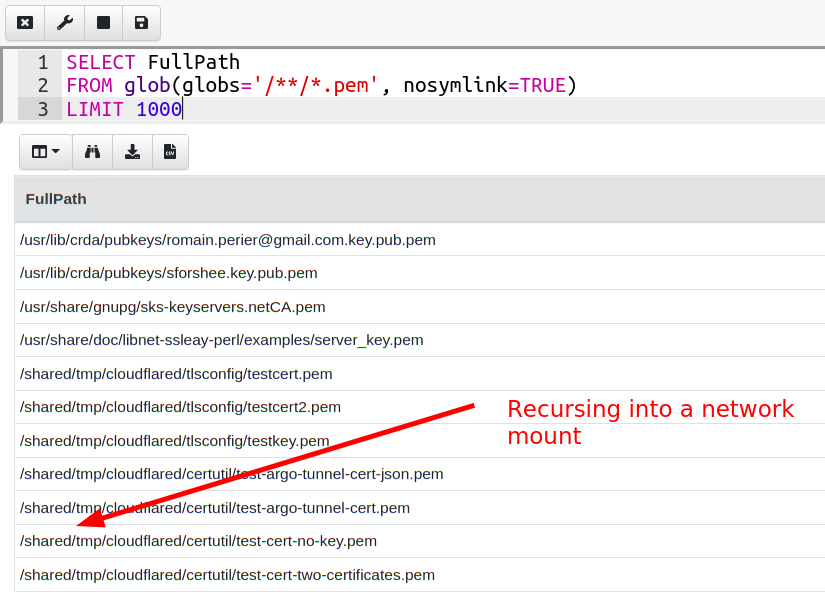 1 SELECT FullPath
2 FROM glob(globs='/**/*.pem', nosymlink=TRUE)
3 LIMIT 1000
CSV
FullPath
/usr/lib/crda/pubkeys/romain.perier@gmail.com.key.pub.pem
/usr/lib/crda/pubkeys/sforshee.key.pub.pem
/usr/share/gnupg/sks-keyservers.netCA.pem
/usr/share/doc/libnet-ssleay-perl/examples/server_key.pem
/shared/tmp/cloudflared/tlsconfig/testcert.pem
/shared/tmp/cloudflared/tlsconfig/testcert2.pem
Recursing into a network
mount
/shared/tmp/cloudflared/tlsconfig/testkey.pem
/shared/tmp/cloudflared/certutil/test-argo-tunnel-cert-json.pem
/shared/tmp/cloudflared/certutil/test-argo-tunnel-cert.pem
/shared/tmp/cloudflared/certutil/test-cert-no-key.pem
/shared/tmp/cloudflared/certutil/test-cert-two-certificates.pem